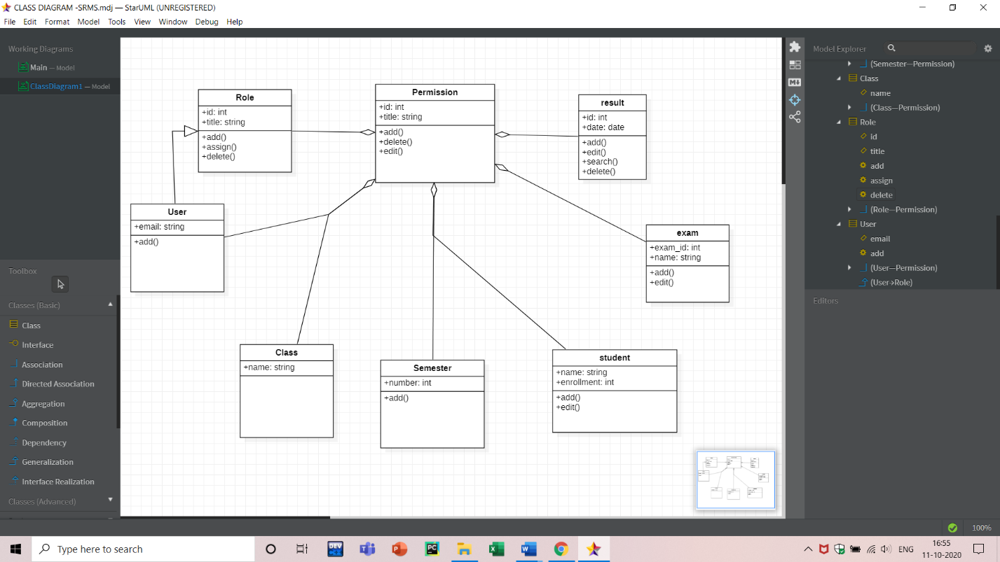 CLASS DIAGRAM -SRMS.mdj — StarUML (UNREGISTERED)
File Edit Format Model Tools View Window Debug Help
Working Diagrams
Main — Model
ClassDiagram1 — Model
Toolbox
Classes (Basic)
Class
Interface
Association
Directed Association
Aggregation
Composition
Dependency
Generalization
Interface Realization
Classes (Advanced)
Role
+id: int
+title: string
+add()
+assign()
+delete()
Permission
+id: int
+title: string
+add()
+delete()
+edit()
result
+id: int
+date: date
+add()
+edit()
+search()
+delete()
User
+email: string
+add()
exam
+exam_id: int
+name: string
+add()
+edit()
Class
+name: string
Semester
+number: int
+add()
student
+name: string
+enrollment: int
+add()
+edit()
Model Explorer
(Semester—Permission)
Class
name
(Class—Permission)
Role
id
title
add
assign
delete
(Role—Permission)
User
email
add
(User—Permission)
(User→Role)
Editors
100%
Type here to search
DEV
PC
ENG
16:55
11-10-2020